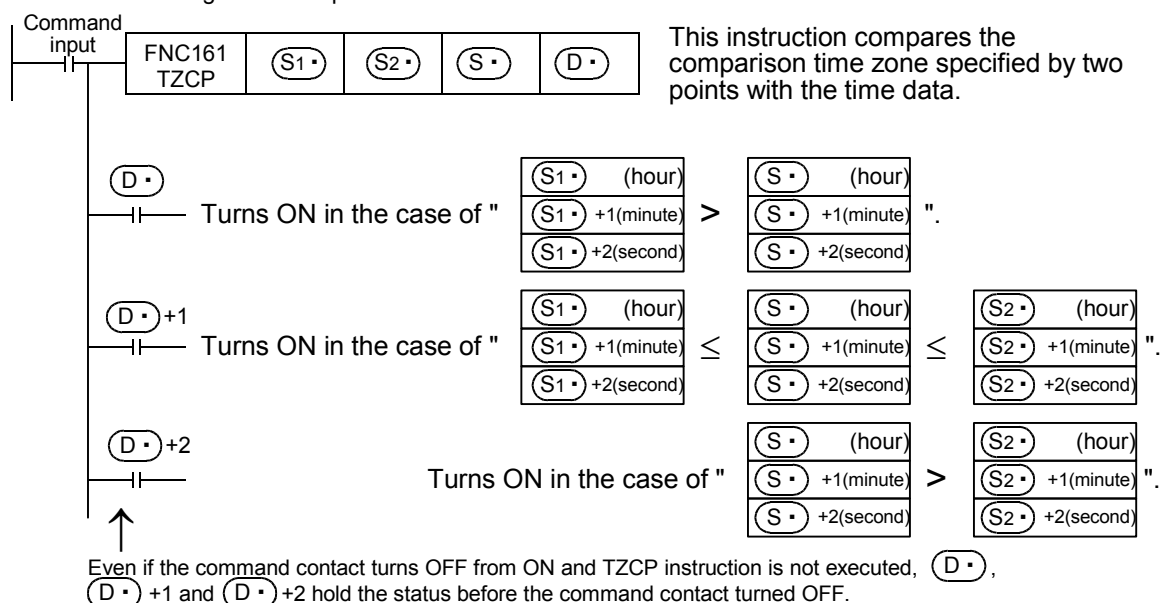 Command
input
FNC161
TZCP
S1・ S2・ S・ D・
This instruction compares the
comparison time zone specified by two
points with the time data.
D・
Turns ON in the case of " S1・ (hour) S1・ +1(minute) S1・ +2(second) > S・ (hour) S・ +1(minute) S・ +2(second) ".
D・ +1
Turns ON in the case of " S1・ (hour) S1・ +1(minute) S1・ +2(second) ≤ S・ (hour) S・ +1(minute) S・ +2(second) ≤ S2・ (hour) S2・ +1(minute) S2・ +2(second) ".
D・ +2
Turns ON in the case of " S・ (hour) S・ +1(minute) S・ +2(second) > S2・ (hour) S2・ +1(minute) S2・ +2(second) ".
Even if the command contact turns OFF from ON and TZCP instruction is not executed, D・ ,
D・ +1 and D・ +2 hold the status before the command contact turned OFF.